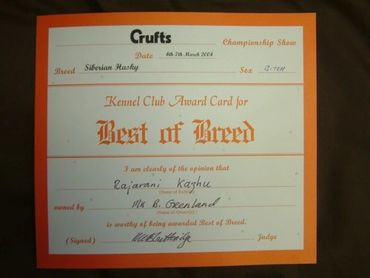 Crufts
Championship Show
Date 4th-7th March 2004
Breed Siberian Husky Sex BITCH
Kennel Club Award Card for
Best of Breed
I am clearly of the opinion that
Rajarani Kazhu
(Name of Exhibit)
owned by Mr B. Greenland
(Name of Owner(s))
is worthy of being awarded Best of Breed.
(Signed) Judge